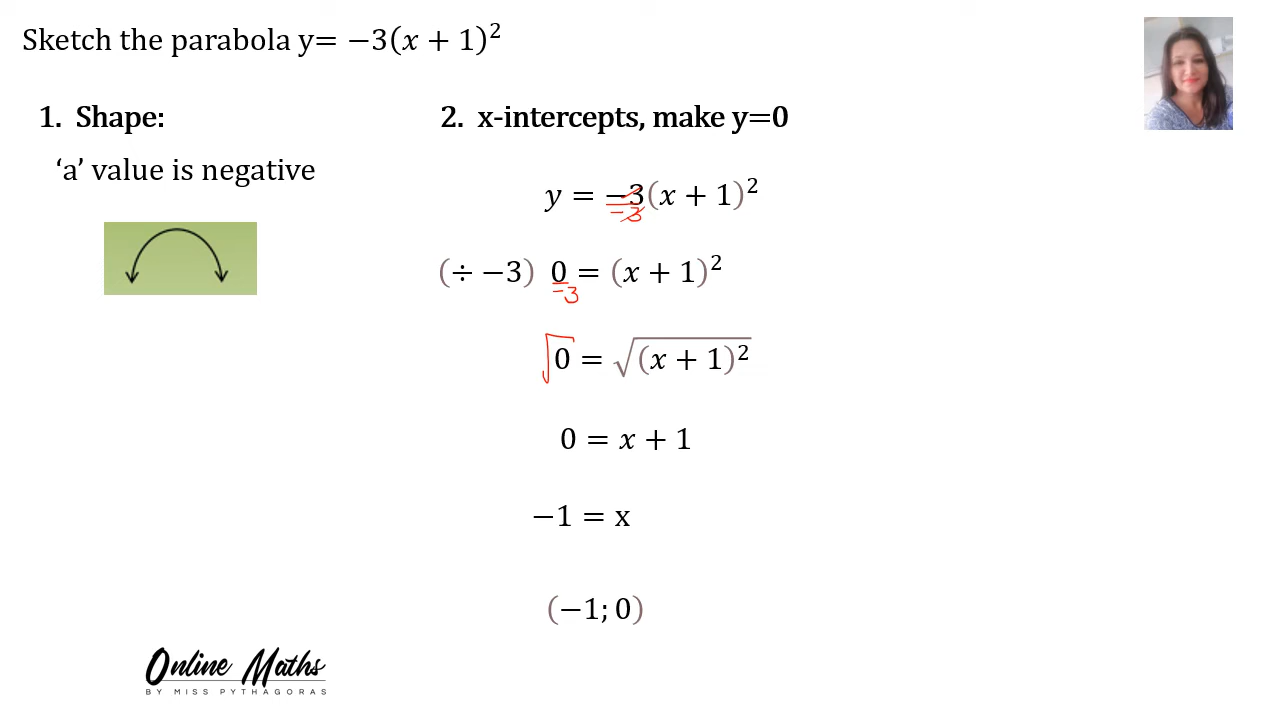 Sketch the parabola y= −3(x + 1)²
1. Shape:
‘a’ value is negative
2. x-intercepts, make y=0
y = −3(x + 1)²
−3
(÷ −3) 0 = (x + 1)²
−3
√0 = √(x + 1)²
0 = x + 1
−1 = x
(−1; 0)
Online Maths
BY MISS PYTHAGORAS